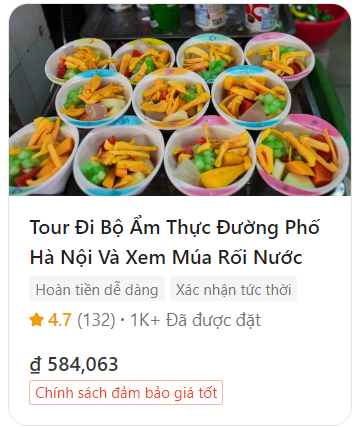 Tour Đi Bộ Ẩm Thực Đường Phố
Hà Nội Và Xem Múa Rối Nước
Hoàn tiền dễ dàng Xác nhận tức thời
4.7 (132) • 1K+ Đã được đặt
₫ 584,063
Chính sách đảm bảo giá tốt